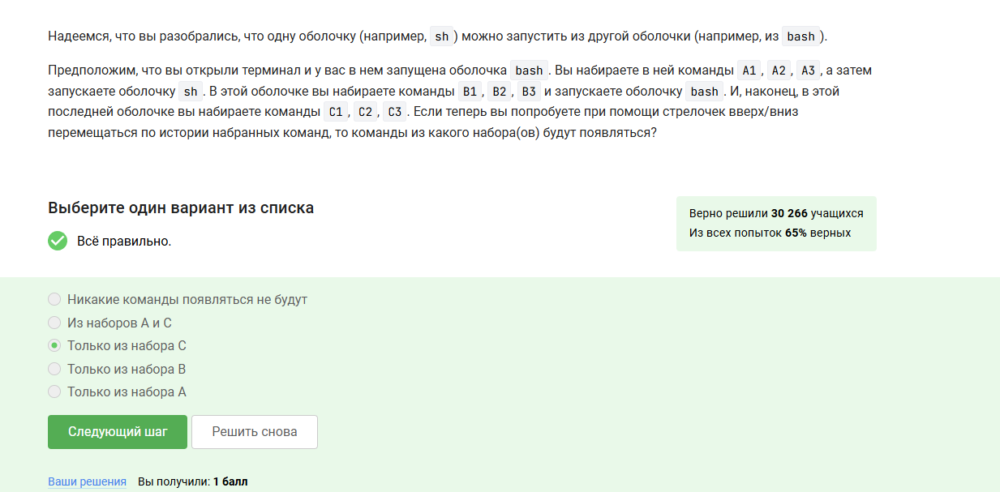 Надеемся, что вы разобрались, что одну оболочку (например, sh ) можно запустить из другой оболочки (например, из bash ).
Предположим, что вы открыли терминал и у вас в нем запущена оболочка bash . Вы набираете в ней команды A1 , A2 , A3 , а затем
запускаете оболочку sh . В этой оболочке вы набираете команды B1 , B2 , B3 и запускаете оболочку bash . И, наконец, в этой
последней оболочке вы набираете команды C1 , C2 , C3 . Если теперь вы попробуете при помощи стрелочек вверх/вниз
перемещаться по истории набранных команд, то команды из какого набора(ов) будут появляться?
Выберите один вариант из списка
Всё правильно.
Верно решили 30 266 учащихся
Из всех попыток 65% верных
Никакие команды появляться не будут
Из наборов A и C
Только из набора C
Только из набора B
Только из набора A
Следующий шаг
Решить снова
Ваши решения Вы получили: 1 балл